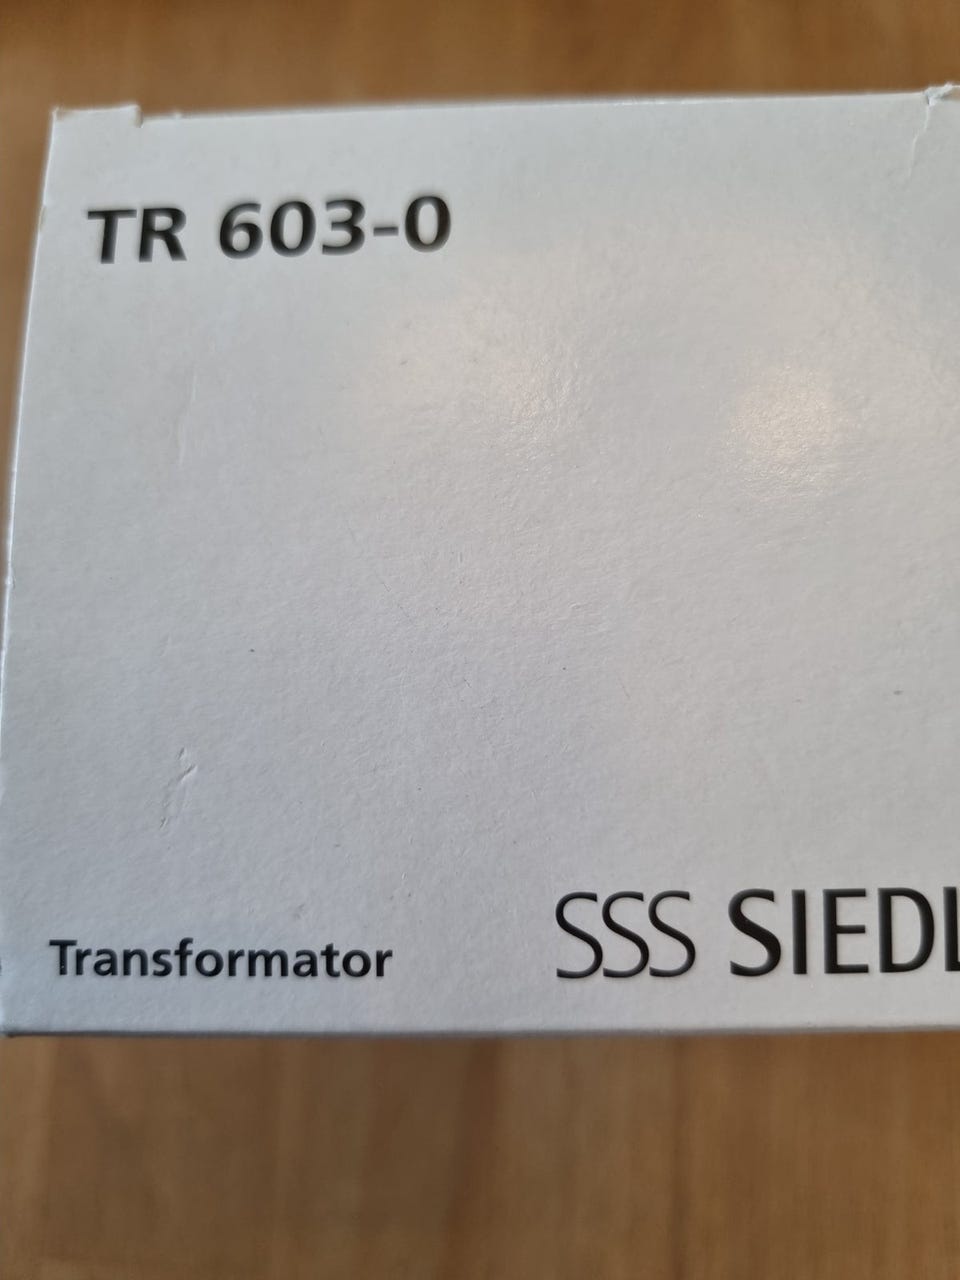 TR 603-0
Transformator
SSS SIEDL